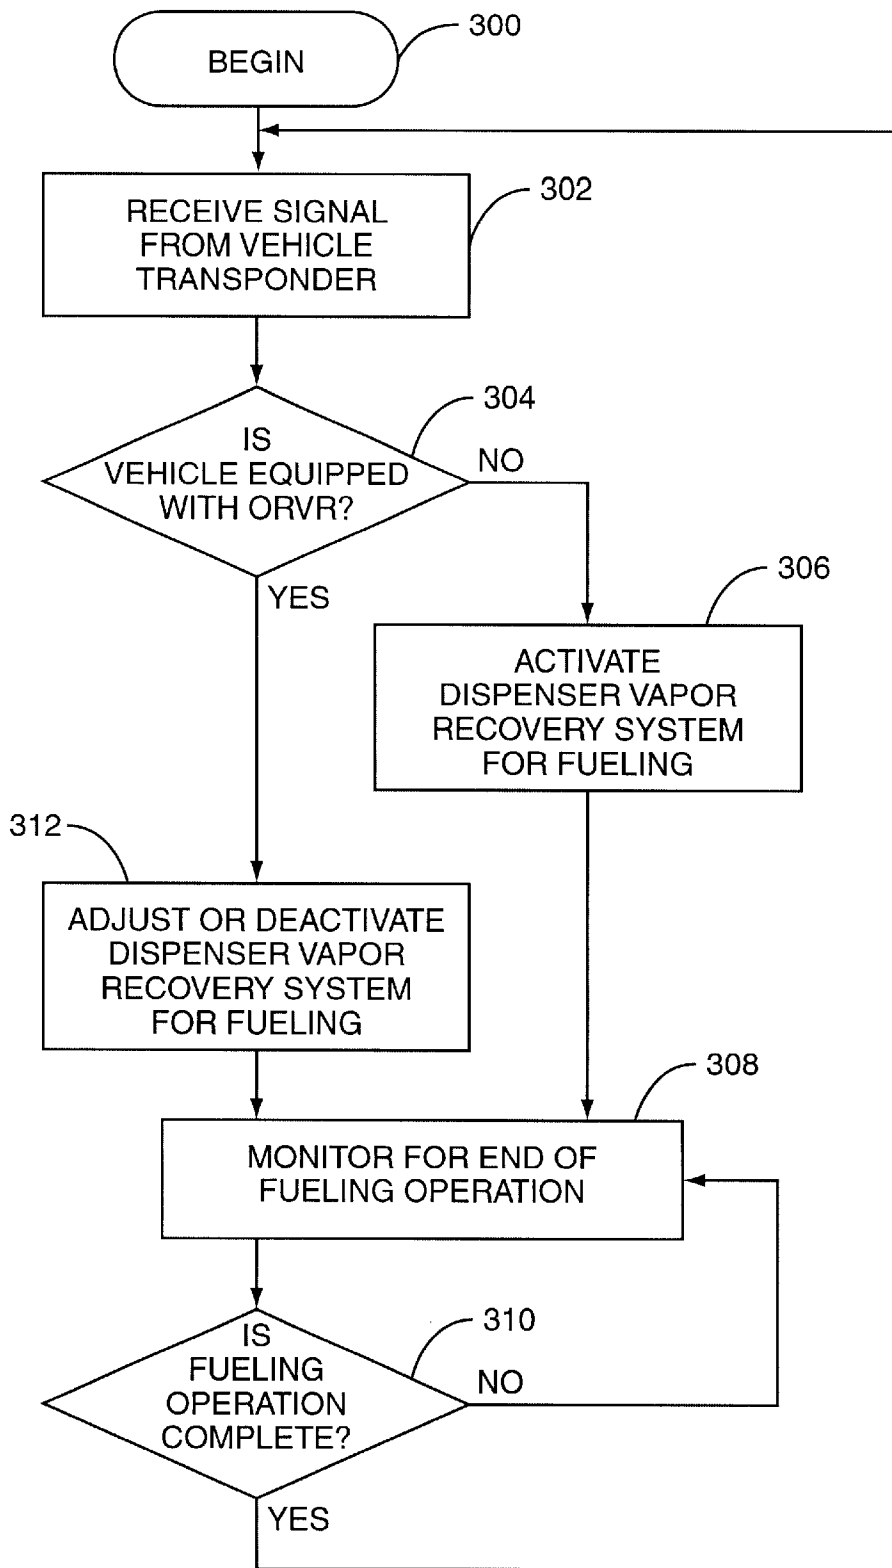 300
BEGIN
302
RECEIVE SIGNAL
FROM VEHICLE
TRANSPONDER
304
IS
VEHICLE EQUIPPED
WITH ORVR?
NO
YES
306
ACTIVATE
DISPENSER VAPOR
RECOVERY SYSTEM
FOR FUELING
312
ADJUST OR DEACTIVATE
DISPENSER VAPOR
RECOVERY SYSTEM
FOR FUELING
308
MONITOR FOR END OF
FUELING OPERATION
310
IS
FUELING
OPERATION
COMPLETE?
NO
YES